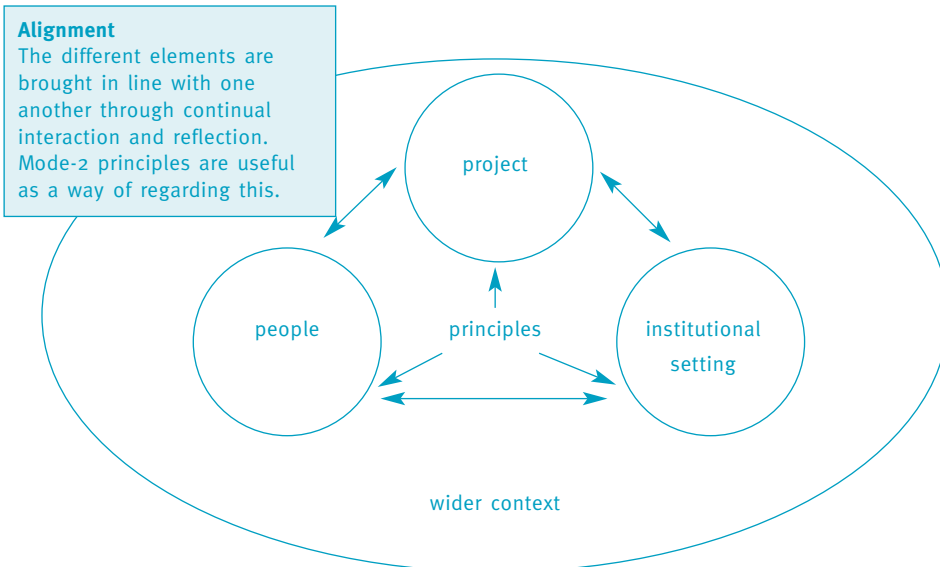 Alignment
The different elements are
brought in line with one
another through continual
interaction and reflection.
Mode-2 principles are useful
as a way of regarding this.
project
people
principles
institutional
setting
wider context